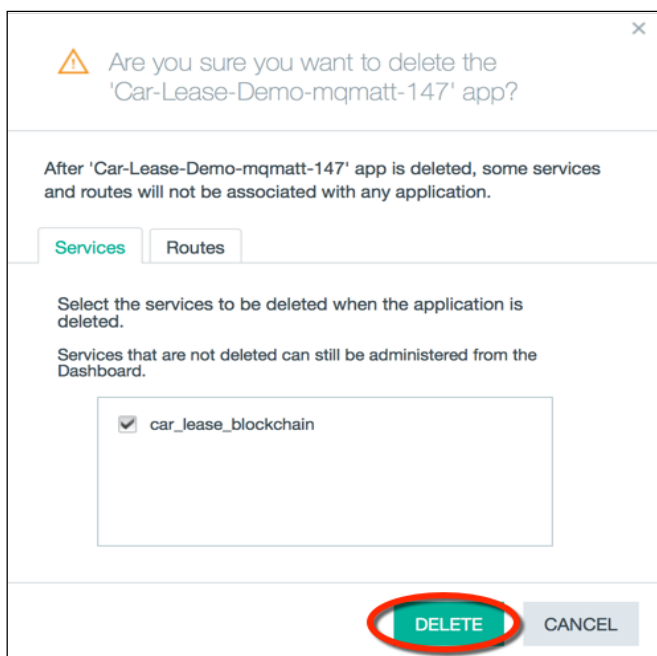 Are you sure you want to delete the
'Car-Lease-Demo-mqmatt-147' app?
After 'Car-Lease-Demo-mqmatt-147' app is deleted, some services
and routes will not be associated with any application.
Services Routes
Select the services to be deleted when the application is
deleted.
Services that are not deleted can still be administered from the
Dashboard.
car_lease_blockchain
DELETE CANCEL